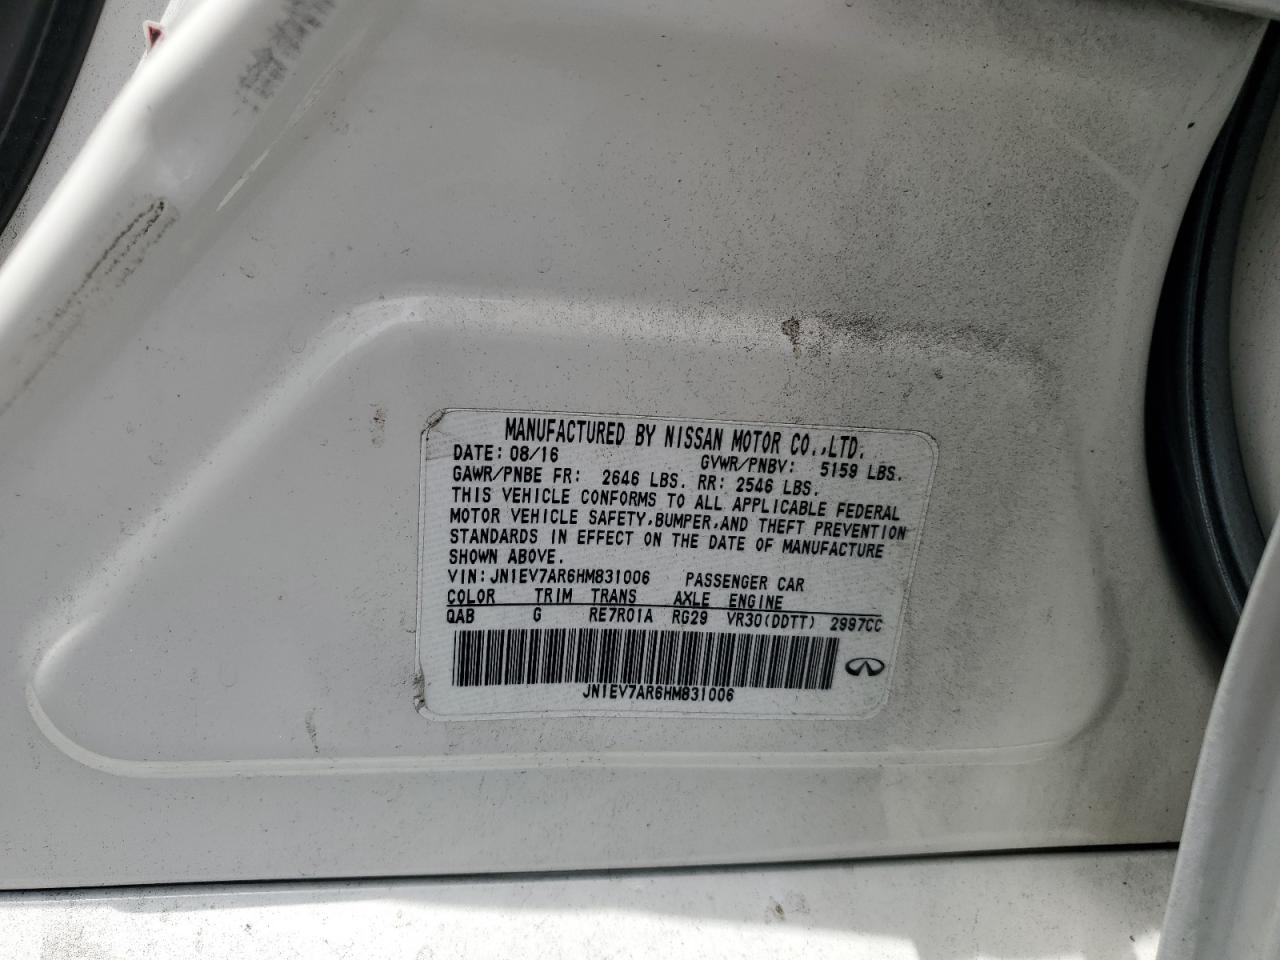 MANUFACTURED BY NISSAN MOTOR CO.,LTD.
DATE: 08/16 GVWR/PNBV: 5159 LBS.
GAWR/PNBE FR: 2646 LBS. RR: 2546 LBS.
THIS VEHICLE CONFORMS TO ALL APPLICABLE FEDERAL
MOTOR VEHICLE SAFETY,BUMPER,AND THEFT PREVENTION
STANDARDS IN EFFECT ON THE DATE OF MANUFACTURE
SHOWN ABOVE.
VIN:JN1EV7AR6HM831006 PASSENGER CAR
COLOR TRIM TRANS AXLE ENGINE
QAB G RE7R01A RG29 VR30(DDTT) 2997CC
JN1EV7AR6HM831006